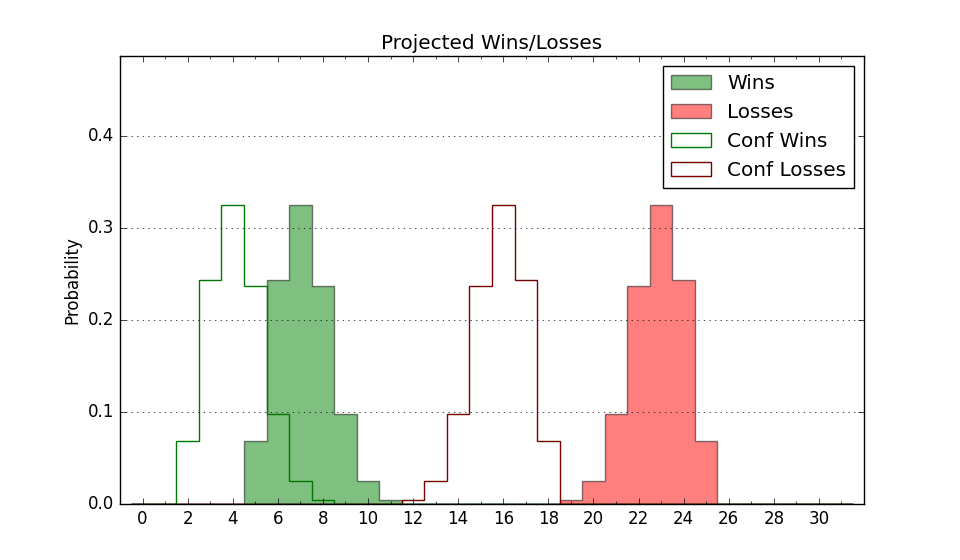 Projected Wins/Losses
Wins
Losses
Conf Wins
Conf Losses
Probability
0.4
0.3
0.2
0.1
0.0
0 2 4 6 8 10 12 14 16 18 20 22 24 26 28 30